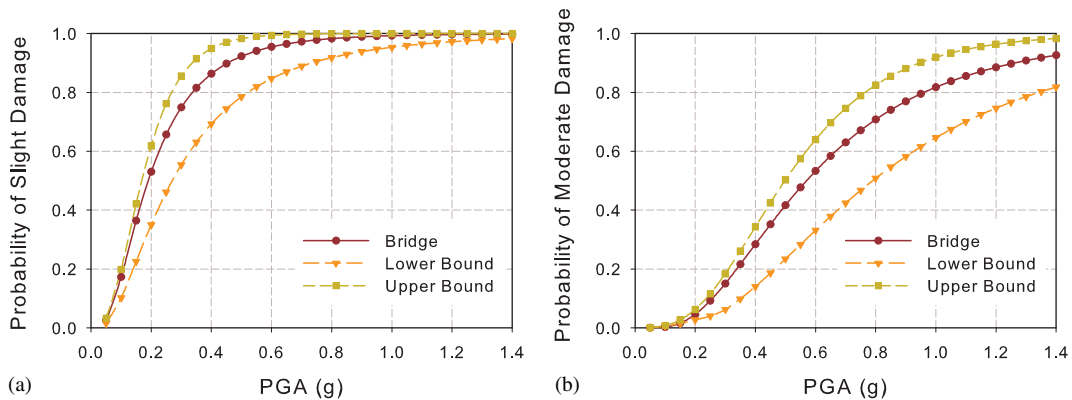 Probability of Slight Damage
1.0
0.8
0.6
0.4
0.2
0.0
Bridge
Lower Bound
Upper Bound
0.0 0.2 0.4 0.6 0.8 1.0 1.2 1.4
(a)
PGA (g)
Probability of Moderate Damage
1.0
0.8
0.6
0.4
0.2
0.0
Bridge
Lower Bound
Upper Bound
0.0 0.2 0.4 0.6 0.8 1.0 1.2 1.4
(b)
PGA (g)